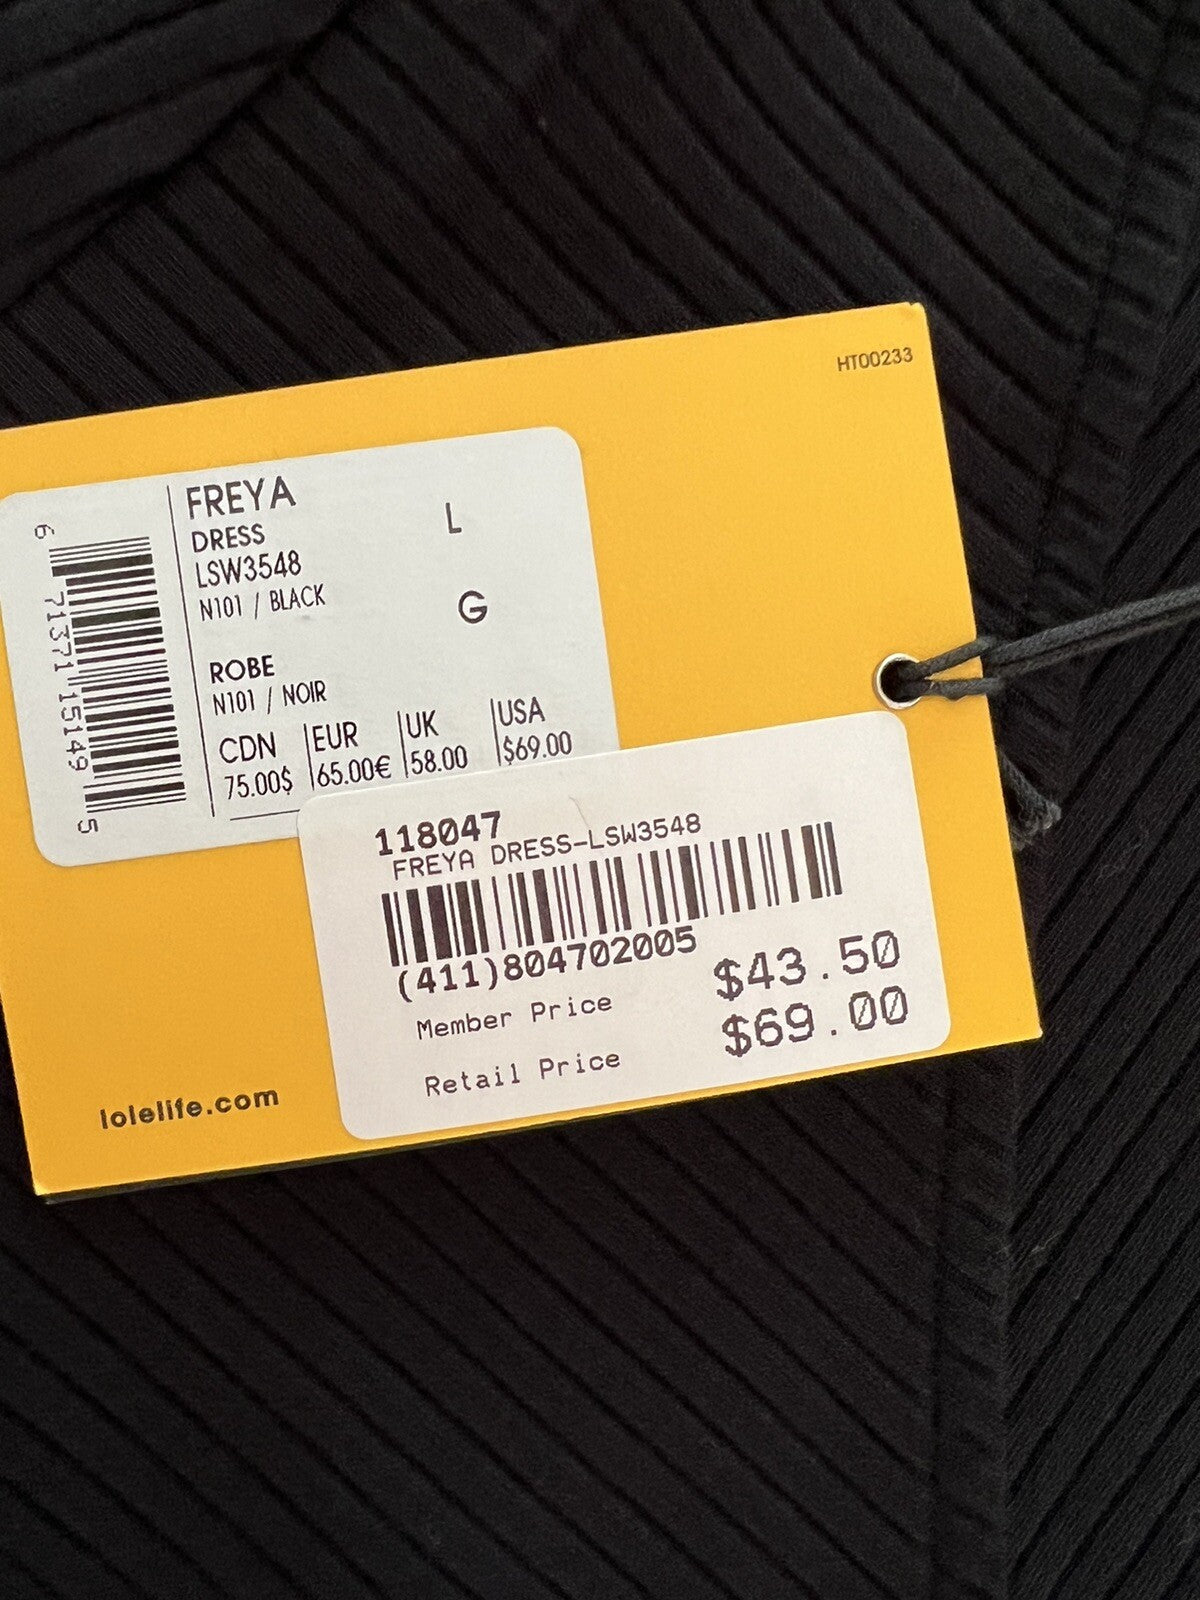 HT00233
FREYA
L
DRESS
LSW3548
N101 / BLACK
G
ROBE
N101 / NOIR
CDN
EUR
UK
USA
75.00$
65.00€
58.00
$69.00
6 71371 15149 5
118047
FREYA DRESS-LSW3548
(411)804702005
$43.50
Member Price
$69.00
Retail Price
lolelife.com